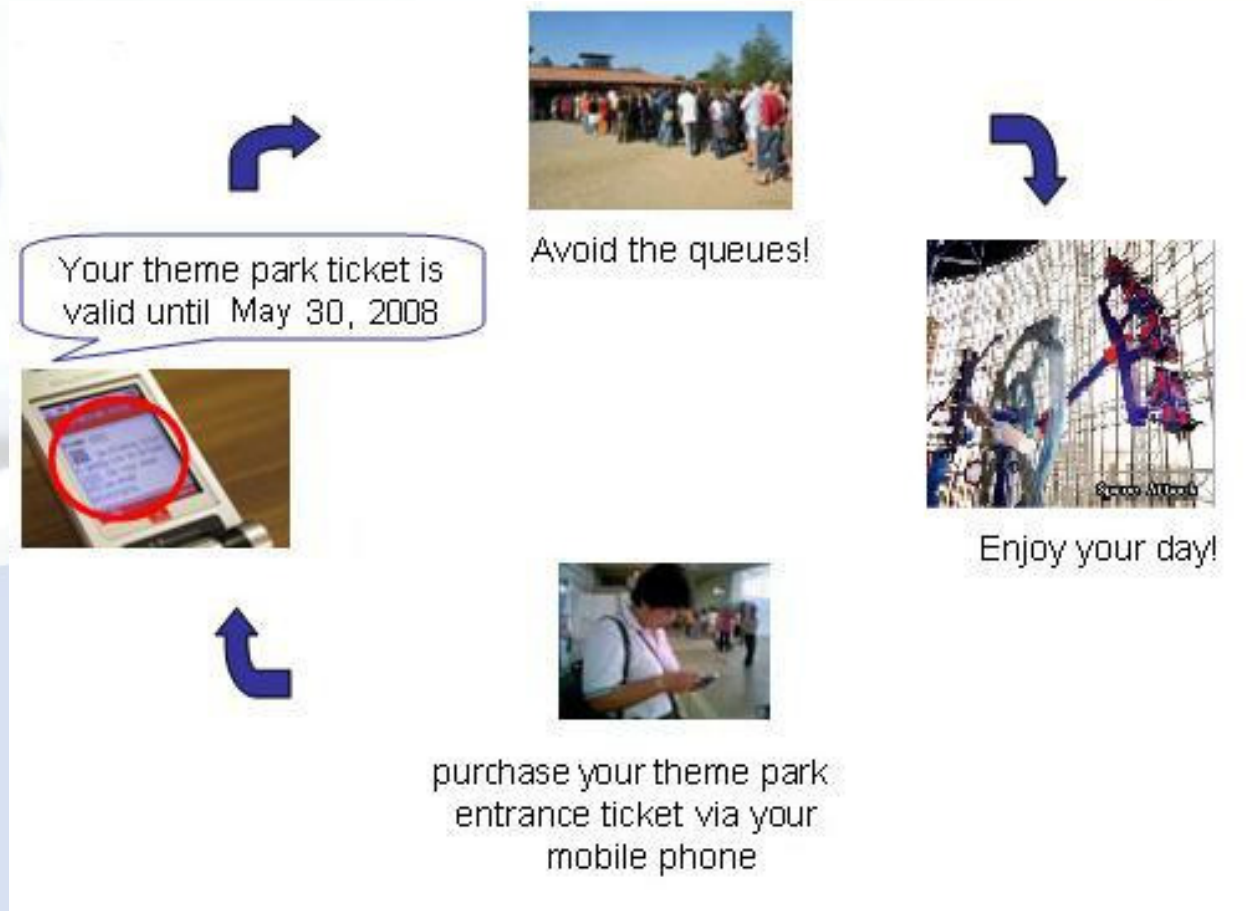 Avoid the queues!
Your theme park ticket is
valid until May 30, 2008
Enjoy your day!
purchase your theme park
entrance ticket via your
mobile phone